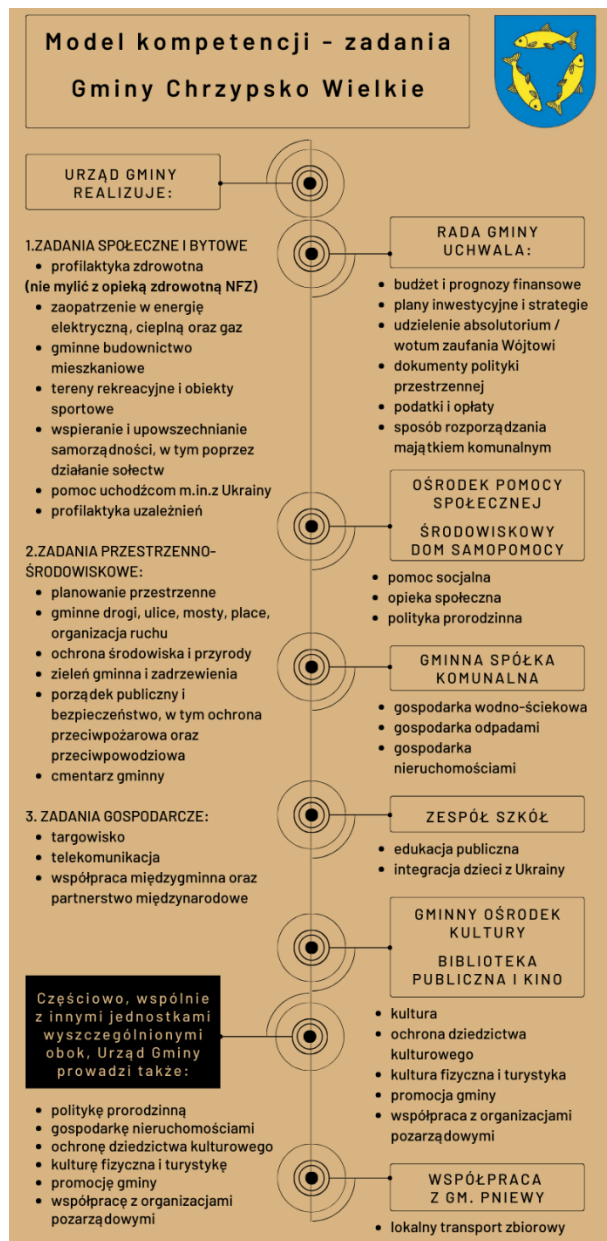 Model kompetencji - zadania
Gminy Chrzypsko Wielkie
URZĄD GMINY
REALIZUJE:
1.ZADANIA SPOŁECZNE I BYTOWE
• profilaktyka zdrowotna
(nie mylić z opieką zdrowotną NFZ)
• zaopatrzenie w energię
elektryczną, cieplną oraz gaz
• gminne budownictwo
mieszkaniowe
• tereny rekreacyjne i obiekty
sportowe
• wspieranie i upowszechnianie
samorządności, w tym poprzez
działanie sołectw
• pomoc uchodźcom m.in.z Ukrainy
• profilaktyka uzależnień
2.ZADANIA PRZESTRZENNO-
ŚRODOWISKOWE:
• planowanie przestrzenne
• gminne drogi, ulice, mosty, place,
organizacja ruchu
• ochrona środowiska i przyrody
• zieleń gminna i zadrzewienia
• porządek publiczny i
bezpieczeństwo, w tym ochrona
przeciwpożarowa oraz
przeciwpowodziowa
• cmentarz gminny
3. ZADANIA GOSPODARCZE:
• targowisko
• telekomunikacja
• współpraca międzygminna oraz
partnerstwo międzynarodowe
Częściowo, wspólnie
z innymi jednostkami
wyszczególnionymi
obok, Urząd Gminy
prowadzi także:
• politykę prorodzinną
• gospodarkę nieruchomościami
• ochronę dziedzictwa kulturowego
• kulturę fizyczna i turystykę
• promocję gminy
• współpracę z organizacjami
pozarządowymi
RADA GMINY
UCHWALA:
• budżet i prognozy finansowe
• plany inwestycyjne i strategie
• udzielenie absolutorium /
wotum zaufania Wójtowi
• dokumenty polityki
przestrzennej
• podatki i opłaty
• sposób rozporządzania
majątkiem komunalnym
OŚRODEK POMOCY
SPOŁECZNEJ
ŚRODOWISKOWY
DOM SAMOPOMOCY
• pomoc socjalna
• opieka społeczna
• polityka prorodzinna
GMINNA SPÓŁKA
KOMUNALNA
• gospodarka wodno-ściekowa
• gospodarka odpadami
• gospodarka
nieruchomościami
ZESPÓŁ SZKÓŁ
• edukacja publiczna
• integracja dzieci z Ukrainy
GMINNY OŚRODEK
KULTURY
BIBLIOTEKA
PUBLICZNA I KINO
• kultura
• ochrona dziedzictwa
kulturowego
• kultura fizyczna i turystyka
• promocja gminy
• współpraca z organizacjami
pozarządowymi
WSPÓŁPRACA
Z GM. PNIEWY
• lokalny transport zbiorowy